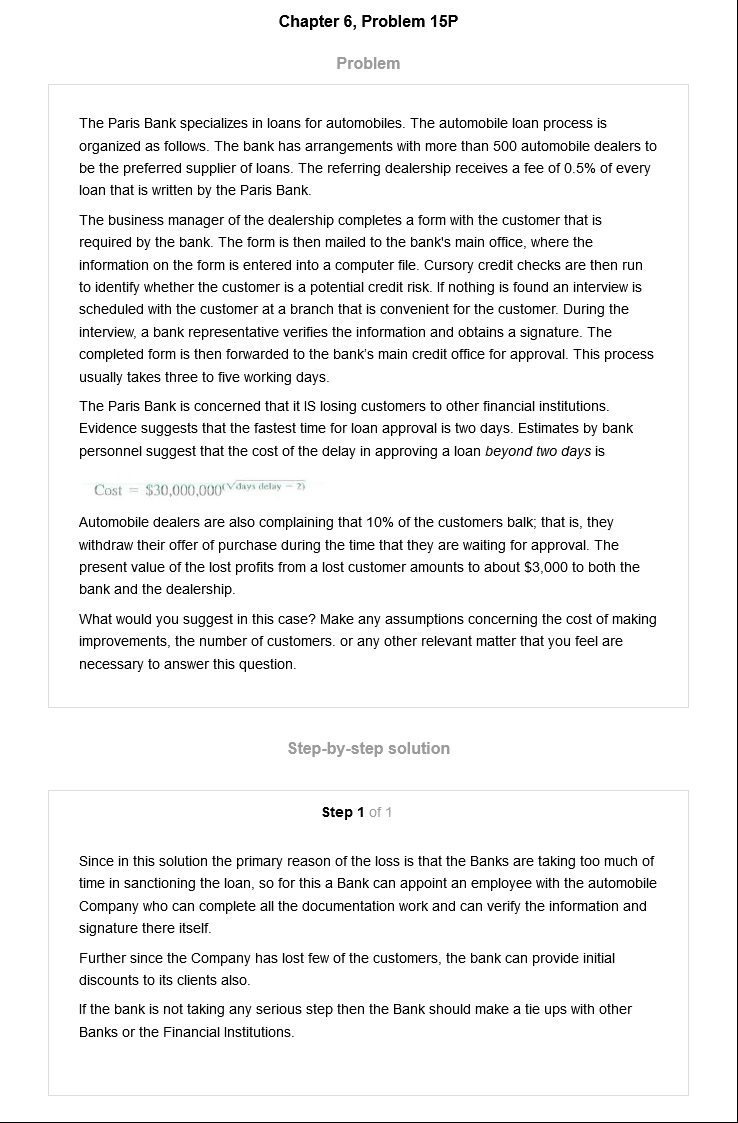 Chapter 6, Problem 15P
Problem
The Paris Bank specializes in loans for automobiles. The automobile loan process is
organized as follows. The bank has arrangements with more than 500 automobile dealers to
be the preferred supplier of loans. The referring dealership receives a fee of 0.5% of every
loan that is written by the Paris Bank.
The business manager of the dealership completes a form with the customer that is
required by the bank. The form is then mailed to the bank's main office, where the
information on the form is entered into a computer file. Cursory credit checks are then run
to identify whether the customer is a potential credit risk. If nothing is found an interview is
scheduled with the customer at a branch that is convenient for the customer. During the
interview, a bank representative verifies the information and obtains a signature. The
completed form is then forwarded to the bank's main credit office for approval. This process
usually takes three to five working days.
The Paris Bank is concerned that it IS losing customers to other financial institutions.
Evidence suggests that the fastest time for loan approval is two days. Estimates by bank
personnel suggest that the cost of the delay in approving a loan beyond two days is
Cost = $30,000,000(√days delay − 2)
Automobile dealers are also complaining that 10% of the customers balk; that is, they
withdraw their offer of purchase during the time that they are waiting for approval. The
present value of the lost profits from a lost customer amounts to about $3,000 to both the
bank and the dealership.
What would you suggest in this case? Make any assumptions concerning the cost of making
improvements, the number of customers. or any other relevant matter that you feel are
necessary to answer this question.
Step-by-step solution
Step 1 of 1
Since in this solution the primary reason of the loss is that the Banks are taking too much of
time in sanctioning the loan, so for this a Bank can appoint an employee with the automobile
Company who can complete all the documentation work and can verify the information and
signature there itself.
Further since the Company has lost few of the customers, the bank can provide initial
discounts to its clients also.
If the bank is not taking any serious step then the Bank should make a tie ups with other
Banks or the Financial Institutions.